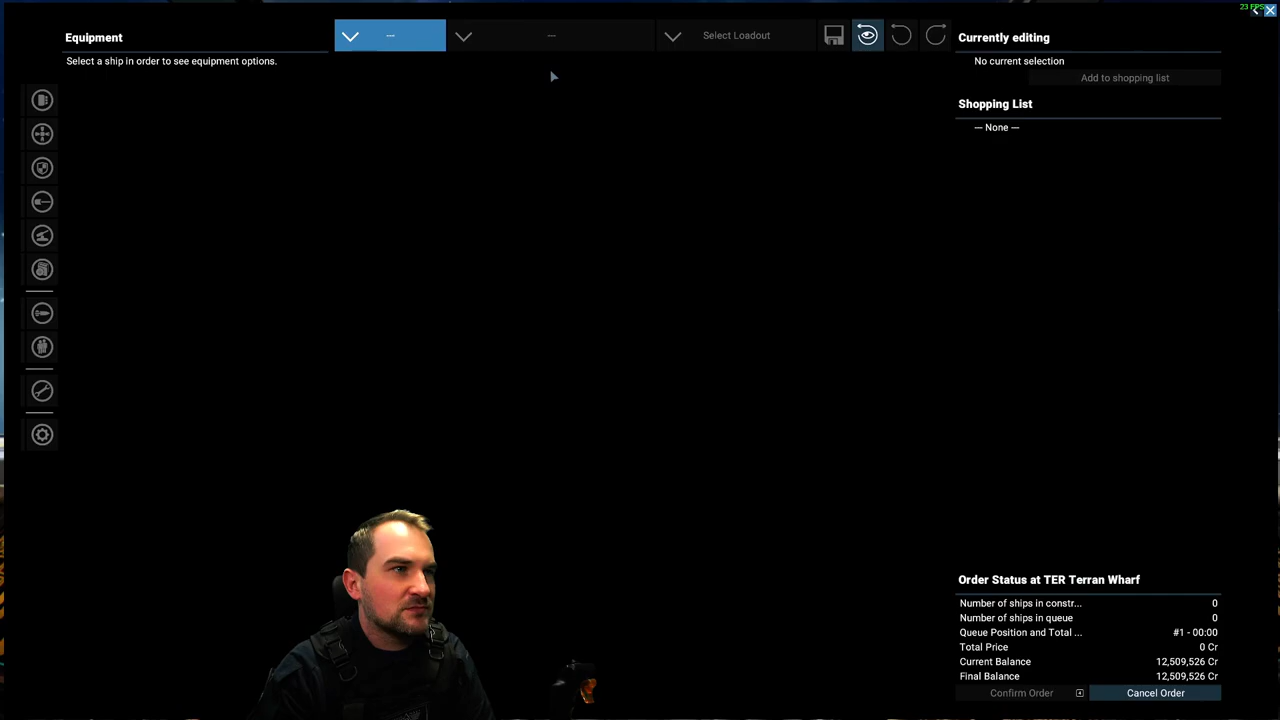 23 FPS
Equipment
---
---
Select Loadout
Currently editing
Select a ship in order to see equipment options.
No current selection
Add to shopping list
Shopping List
--- None ---
Order Status at TER Terran Wharf
Number of ships in constr... 0
Number of ships in queue 0
Queue Position and Total ... #1 - 00:00
Total Price 0 Cr
Current Balance 12,509,526 Cr
Final Balance 12,509,526 Cr
Confirm Order
Cancel Order